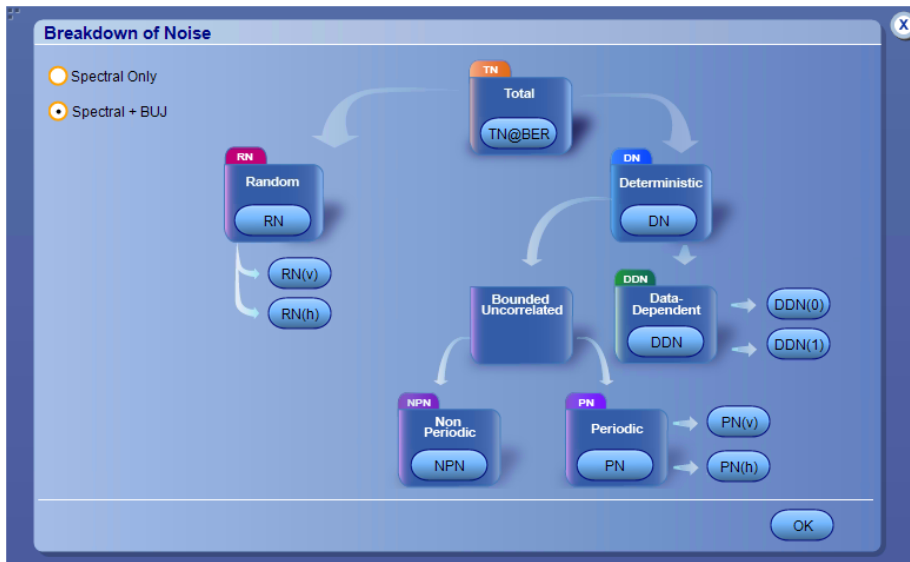 Breakdown of Noise
X
Spectral Only
Spectral + BUJ
TN
Total
TN@BER
RN
Random
RN
RN(v)
RN(h)
DN
Deterministic
DN
Bounded
Uncorrelated
DDN
Data-
Dependent
DDN
DDN(0)
DDN(1)
NPN
Non
Periodic
NPN
PN
Periodic
PN
PN(v)
PN(h)
OK